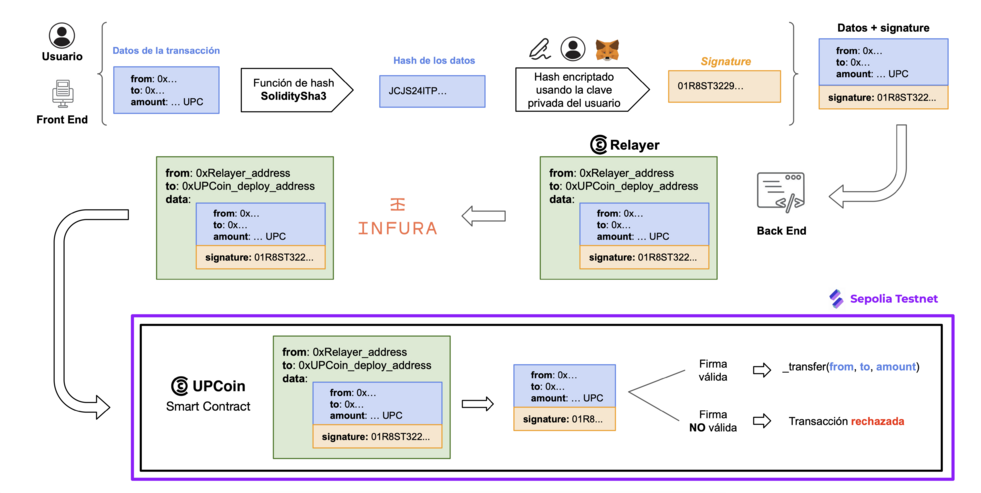 Usuario
Front End
Datos de la transacción
from: 0x...
to: 0x...
amount: ... UPC
Función de hash
SoliditySha3
Hash de los datos
JCJS24ITP...
Hash encriptado
usando la clave
privada del usuario
Signature
01R8ST3229...
Datos + signature
from: 0x...
to: 0x...
amount: ... UPC
signature: 01R8ST322...
Back End
Relayer
from: 0xRelayer_address
to: 0xUPCoin_deploy_address
data:
from: 0x...
to: 0x...
amount: ... UPC
signature: 01R8ST322...
INFURA
from: 0xRelayer_address
to: 0xUPCoin_deploy_address
data:
from: 0x...
to: 0x...
amount: ... UPC
signature: 01R8ST322...
Sepolia Testnet
UPCoin
Smart Contract
from: 0xRelayer_address
to: 0xUPCoin_deploy_address
data:
from: 0x...
to: 0x...
amount: ... UPC
signature: 01R8ST322...
from: 0x...
to: 0x...
amount: ... UPC
signature: 01R8...
Firma
válida
_transfer(from, to, amount)
Firma
NO válida
Transacción rechazada